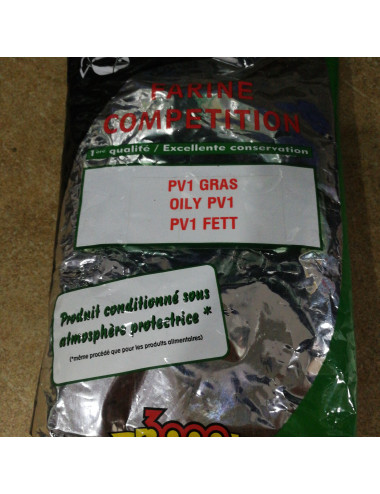 FARINE
COMPETITION
1ère qualité / Excellente conservation
PV1 GRAS
OILY PV1
PV1 FETT
Produit conditionné sous
atmosphère protectrice *
(*même procédé que pour les produits alimentaires)
3000